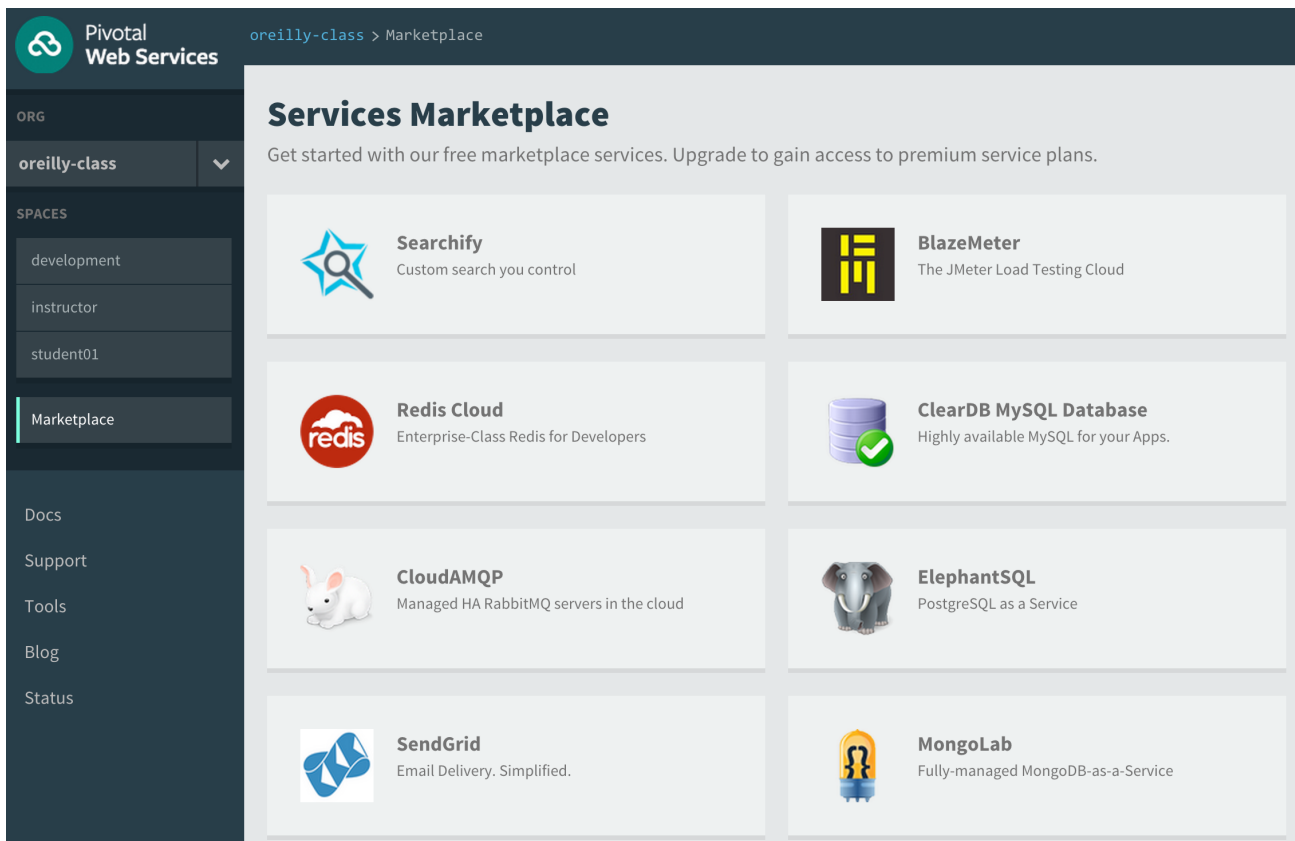 Pivotal
Web Services
oreilly-class > Marketplace
ORG
oreilly-class
SPACES
development
instructor
student01
Marketplace
Docs
Support
Tools
Blog
Status
Services Marketplace
Get started with our free marketplace services. Upgrade to gain access to premium service plans.
Searchify
Custom search you control
BlazeMeter
The JMeter Load Testing Cloud
redis
Redis Cloud
Enterprise-Class Redis for Developers
ClearDB MySQL Database
Highly available MySQL for your Apps.
CloudAMQP
Managed HA RabbitMQ servers in the cloud
ElephantSQL
PostgreSQL as a Service
SendGrid
Email Delivery. Simplified.
{}
MongoLab
Fully-managed MongoDB-as-a-Service